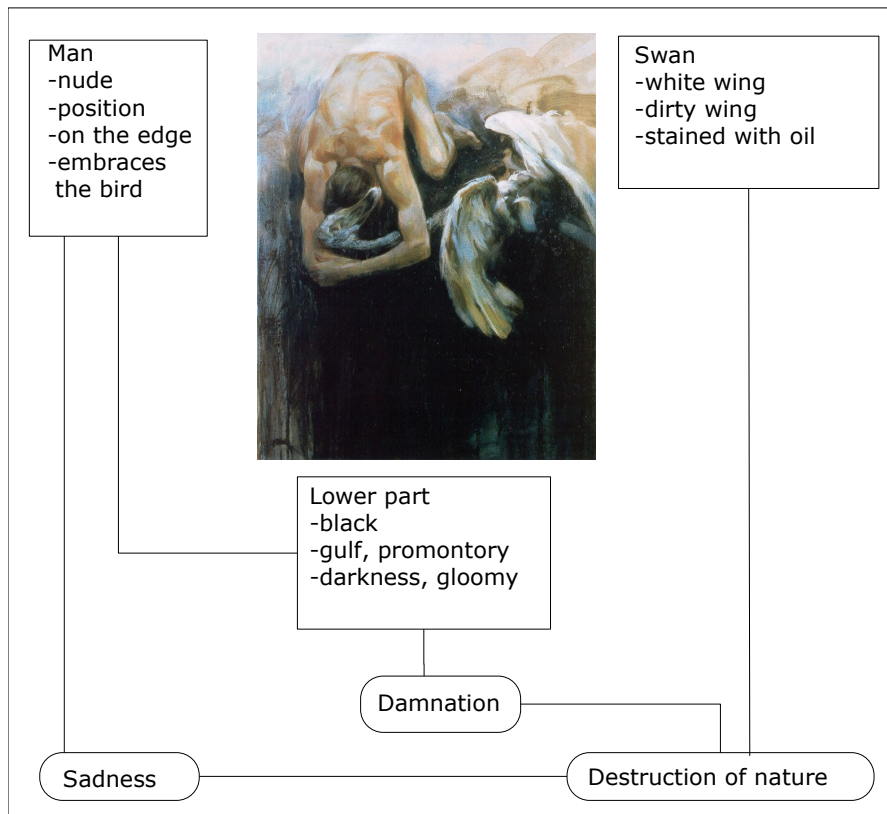 Man
-nude
-position
-on the edge
-embraces
the bird
Swan
-white wing
-dirty wing
-stained with oil
Lower part
-black
-gulf, promontory
-darkness, gloomy
Damnation
Sadness
Destruction of nature